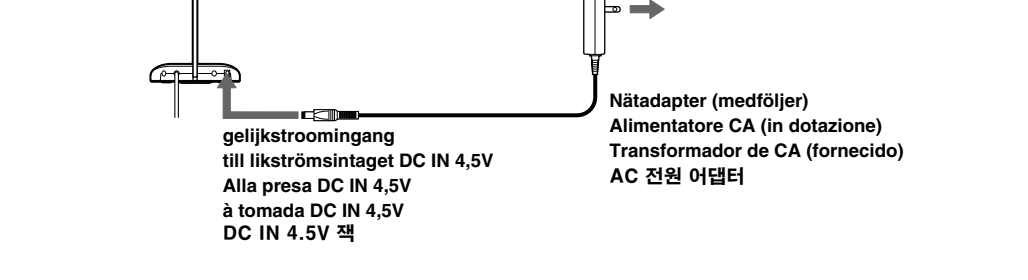 gelijkstroomingang
till likströmsintaget DC IN 4,5V
Alla presa DC IN 4,5V
à tomada DC IN 4,5V
DC IN 4.5V 잭
Nätadapter (medföljer)
Alimentatore CA (in dotazione)
Transformador de CA (fornecido)
AC 전원 어댑터